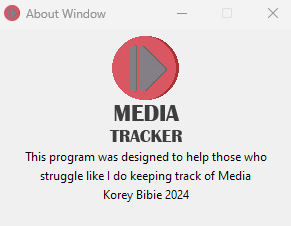 About Window
MEDIA
TRACKER
This program was designed to help those who
struggle like I do keeping track of Media
Korey Bibie 2024